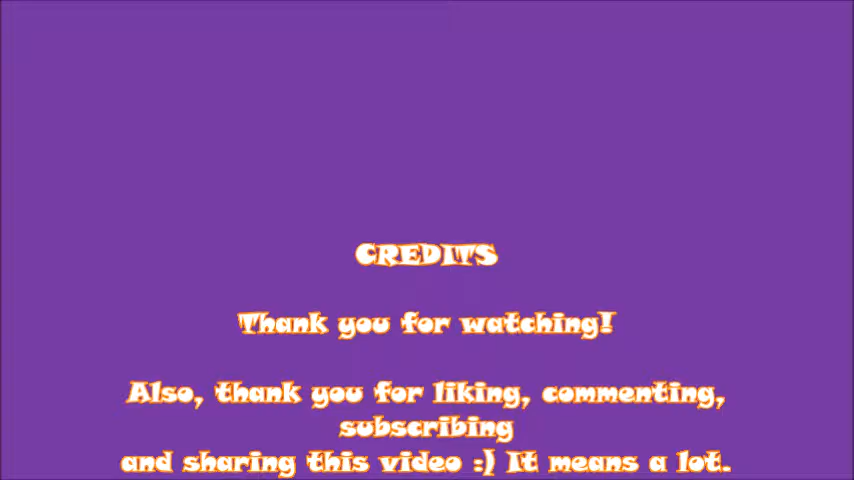 CREDITS
Thank you for watching!
Also, thank you for liking, commenting,
subscribing
and sharing this video :) It means a lot.